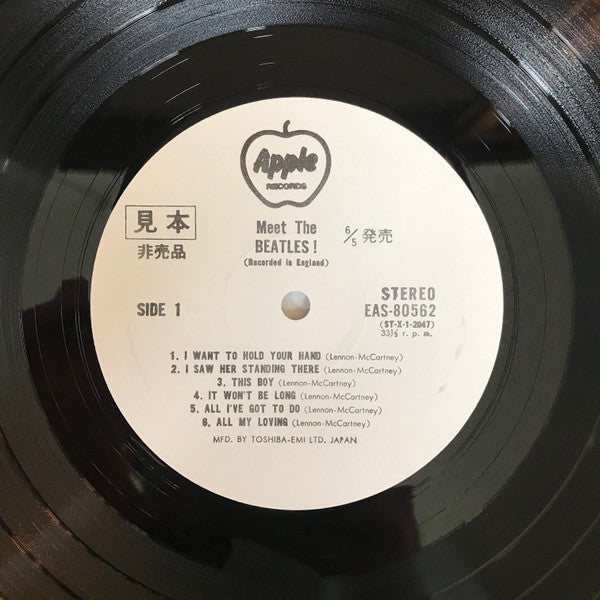 Apple
RECORDS
見本
非売品
Meet The
BEATLES!
(Recorded in England)
6/5 発売
SIDE 1
STEREO
EAS-80562
(ST-X-1-2047)
33⅓ r. p. m.
1. I WANT TO HOLD YOUR HAND (Lennon-McCartney)
2. I SAW HER STANDING THERE (Lennon-McCartney)
3. THIS BOY (Lennon-McCartney)
4. IT WON'T BE LONG (Lennon-McCartney)
5. ALL I'VE GOT TO DO (Lennon-McCartney)
6. ALL MY LOVING (Lennon-McCartney)
MFD. BY TOSHIBA-EMI LTD. JAPAN